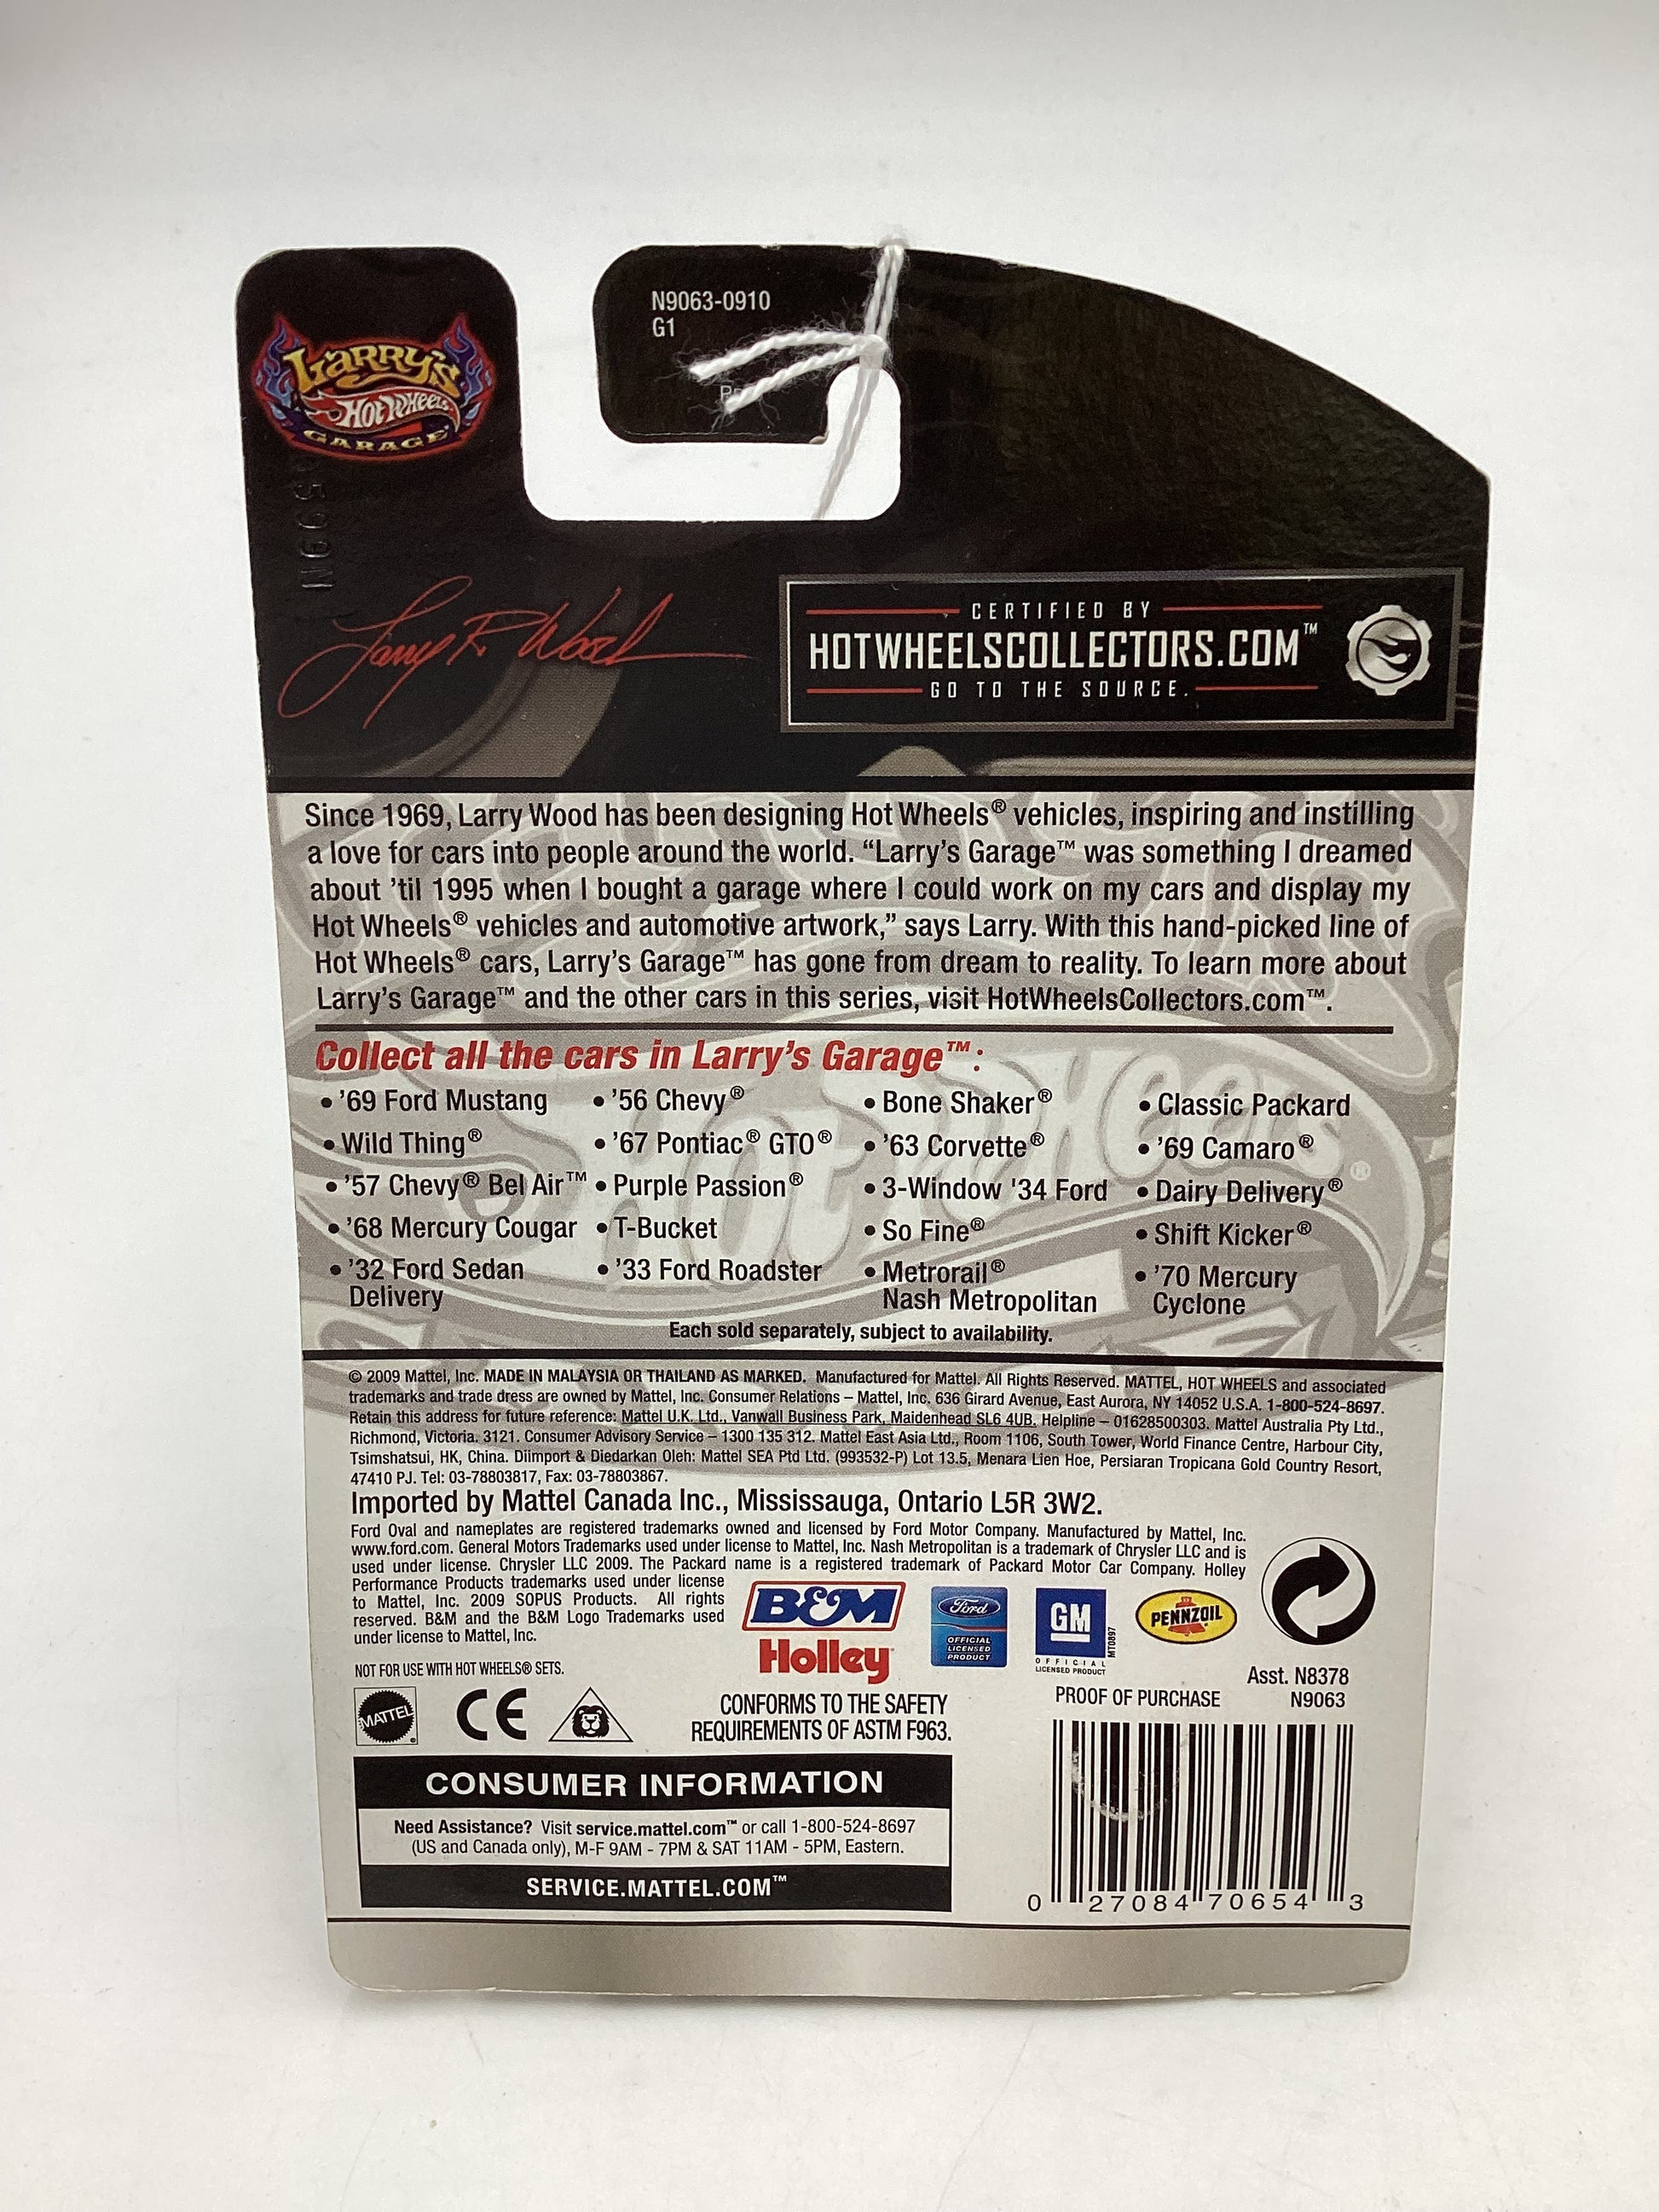 N9063-0910
G1
LARRY'S
Hot Wheels
GARAGE
Larry R Wood
CERTIFIED BY
HOTWHEELSCOLLECTORS.COM™
GO TO THE SOURCE.
Since 1969, Larry Wood has been designing Hot Wheels® vehicles, inspiring and instilling
a love for cars into people around the world. “Larry’s Garage™ was something I dreamed
about ’til 1995 when I bought a garage where I could work on my cars and display my
Hot Wheels® vehicles and automotive artwork,” says Larry. With this hand-picked line of
Hot Wheels® cars, Larry’s Garage™ has gone from dream to reality. To learn more about
Larry’s Garage™ and the other cars in this series, visit HotWheelsCollectors.com™.
Collect all the cars in Larry’s Garage™:
• ’69 Ford Mustang
• Wild Thing®
• ’57 Chevy® Bel Air™
• ’68 Mercury Cougar
• ’32 Ford Sedan
Delivery
• ’56 Chevy®
• ’67 Pontiac® GTO®
• Purple Passion®
• T-Bucket
• ’33 Ford Roadster
• Bone Shaker®
• ’63 Corvette®
• 3-Window '34 Ford
• So Fine®
• Metrorail®
Nash Metropolitan
• Classic Packard
• ’69 Camaro®
• Dairy Delivery®
• Shift Kicker®
• ’70 Mercury
Cyclone
Each sold separately, subject to availability.
© 2009 Mattel, Inc. MADE IN MALAYSIA OR THAILAND AS MARKED. Manufactured for Mattel. All Rights Reserved. MATTEL, HOT WHEELS and associated
trademarks and trade dress are owned by Mattel, Inc. Consumer Relations – Mattel, Inc. 636 Girard Avenue, East Aurora, NY 14052 U.S.A. 1-800-524-8697.
Retain this address for future reference: Mattel U.K. Ltd., Vanwall Business Park, Maidenhead SL6 4UB. Helpline – 01628500303. Mattel Australia Pty Ltd.,
Richmond, Victoria. 3121. Consumer Advisory Service – 1300 135 312. Mattel East Asia Ltd., Room 1106, South Tower, World Finance Centre, Harbour City,
Tsimshatsui, HK, China. Diimport & Diedarkan Oleh: Mattel SEA Ptd Ltd. (993532-P) Lot 13.5, Menara Lien Hoe, Persiaran Tropicana Gold Country Resort,
47410 PJ. Tel: 03-78803817, Fax: 03-78803867.
Imported by Mattel Canada Inc., Mississauga, Ontario L5R 3W2.
Ford Oval and nameplates are registered trademarks owned and licensed by Ford Motor Company. Manufactured by Mattel, Inc.
www.ford.com. General Motors Trademarks used under license to Mattel, Inc. Nash Metropolitan is a trademark of Chrysler LLC and is
used under license. Chrysler LLC 2009. The Packard name is a registered trademark of Packard Motor Car Company. Holley
Performance Products trademarks used under license
to Mattel, Inc. 2009 SOPUS Products. All rights
reserved. B&M and the B&M Logo Trademarks used
under license to Mattel, Inc.
B&M
Holley
Ford
OFFICIAL
LICENSED
PRODUCT
GM
OFFICIAL
LICENSED PRODUCT
MT0897
PENNZOIL
NOT FOR USE WITH HOT WHEELS® SETS.
MATTEL
CE
CONFORMS TO THE SAFETY
REQUIREMENTS OF ASTM F963.
Asst. N8378
PROOF OF PURCHASE N9063
CONSUMER INFORMATION
Need Assistance? Visit service.mattel.com™ or call 1-800-524-8697
(US and Canada only), M-F 9AM - 7PM & SAT 11AM - 5PM, Eastern.
SERVICE.MATTEL.COM™
0 27084 70654 3